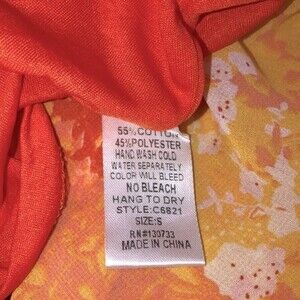 55% COTTON
45% POLYESTER
HAND WASH COLD
WATER SEPARATELY
COLOR WILL BLEED
NO BLEACH
HANG TO DRY
STYLE: C6821
SIZE: S
RN# 130733
MADE IN CHINA